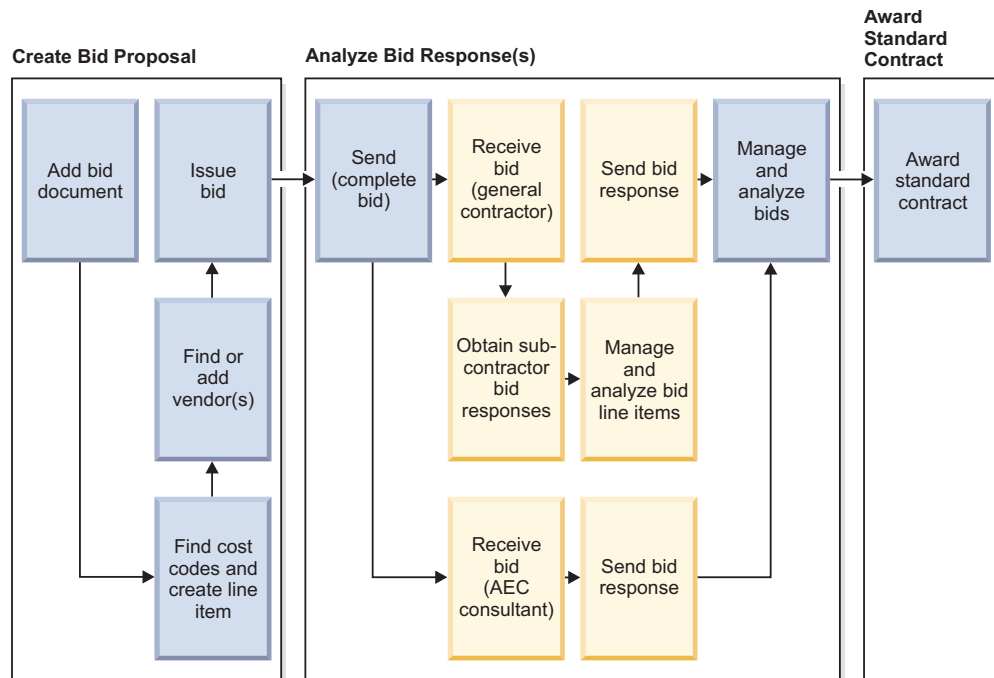 Create Bid Proposal
Add bid
document
Issue
bid
Find or
add
vendor(s)
Find cost
codes and
create line
item
Analyze Bid Response(s)
Send
(complete
bid)
Receive
bid
(general
contractor)
Send bid
response
Manage
and
analyze
bids
Obtain sub-
contractor
bid
responses
Manage
and
analyze bid
line items
Receive
bid
(AEC
consultant)
Send bid
response
Award
Standard
Contract
Award
standard
contract